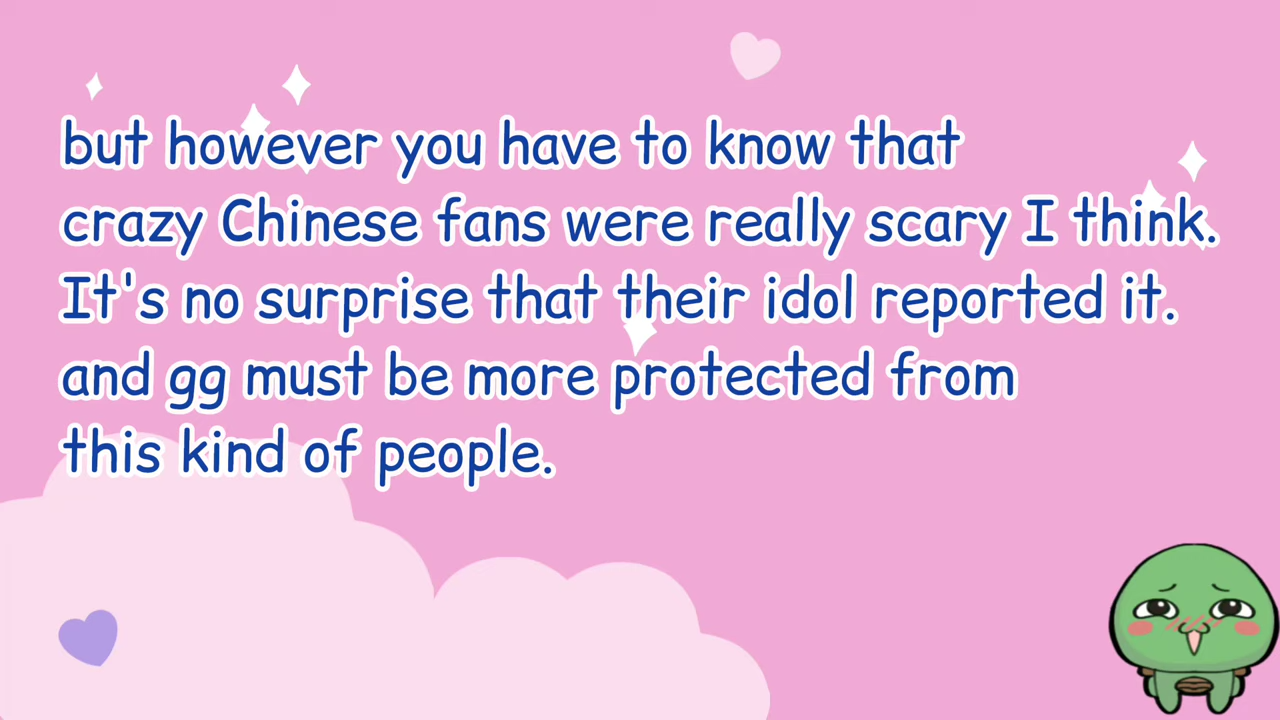 but however you have to know that
crazy Chinese fans were really scary I think.
It's no surprise that their idol reported it.
and gg must be more protected from
this kind of people.